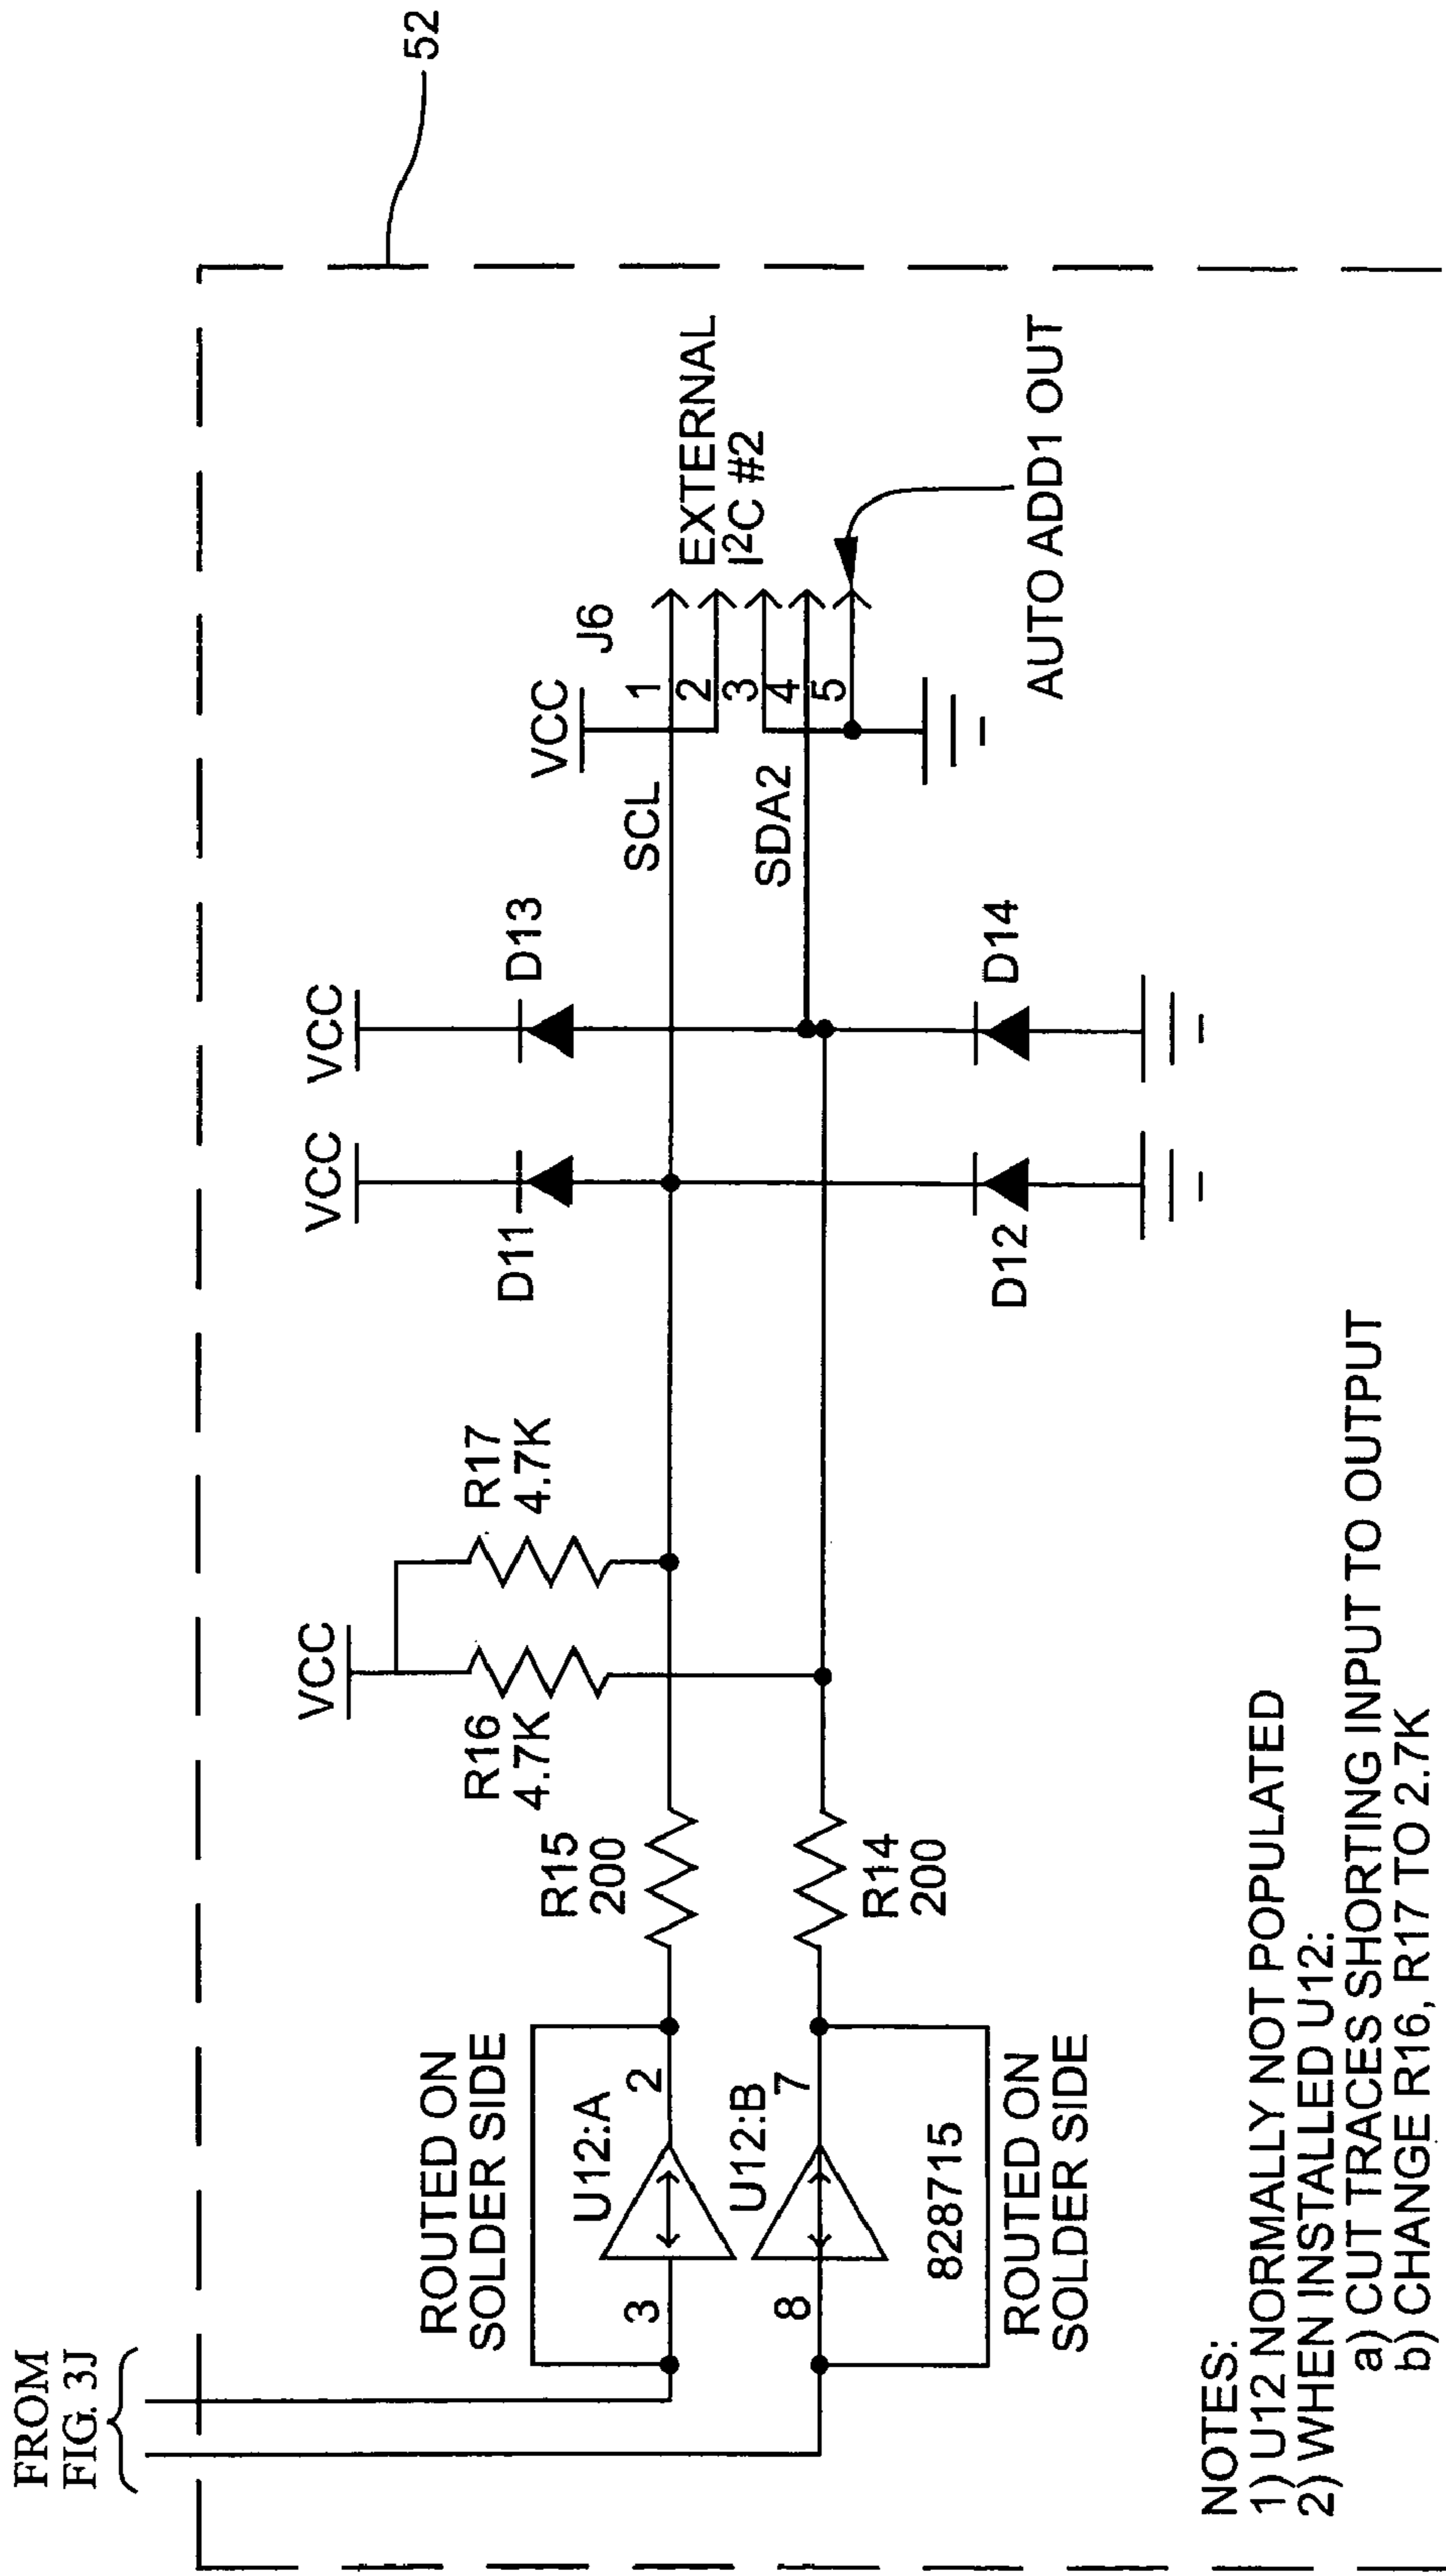 FROM
FIG. 3J
52
ROUTED ON
SOLDER SIDE
U12:A
3
2
U12:B
8
7
828715
ROUTED ON
SOLDER SIDE
R15
200
R14
200
VCC
R16
4.7K
R17
4.7K
VCC
D11
D12
VCC
D13
D14
SCL
SDA2
VCC
J6
1
2
3
4
5
EXTERNAL
I²C #2
AUTO ADD1 OUT
NOTES:
1) U12 NORMALLY NOT POPULATED
2) WHEN INSTALLED U12:
a) CUT TRACES SHORTING INPUT TO OUTPUT
b) CHANGE R16, R17 TO 2.7K